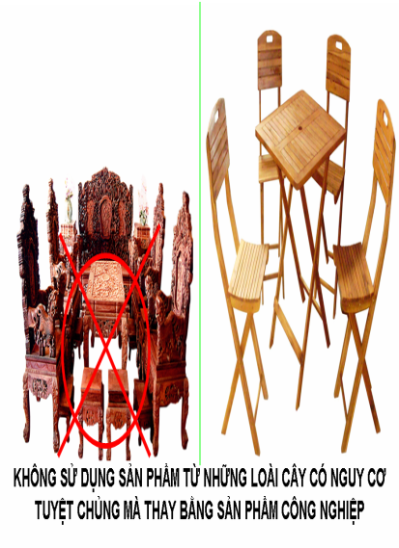 KHÔNG SỬ DỤNG SẢN PHẨM TỪ NHỮNG LOÀI CÂY CÓ NGUY CƠ
TUYỆT CHỦNG MÀ THAY BẰNG SẢN PHẨM CÔNG NGHIỆP